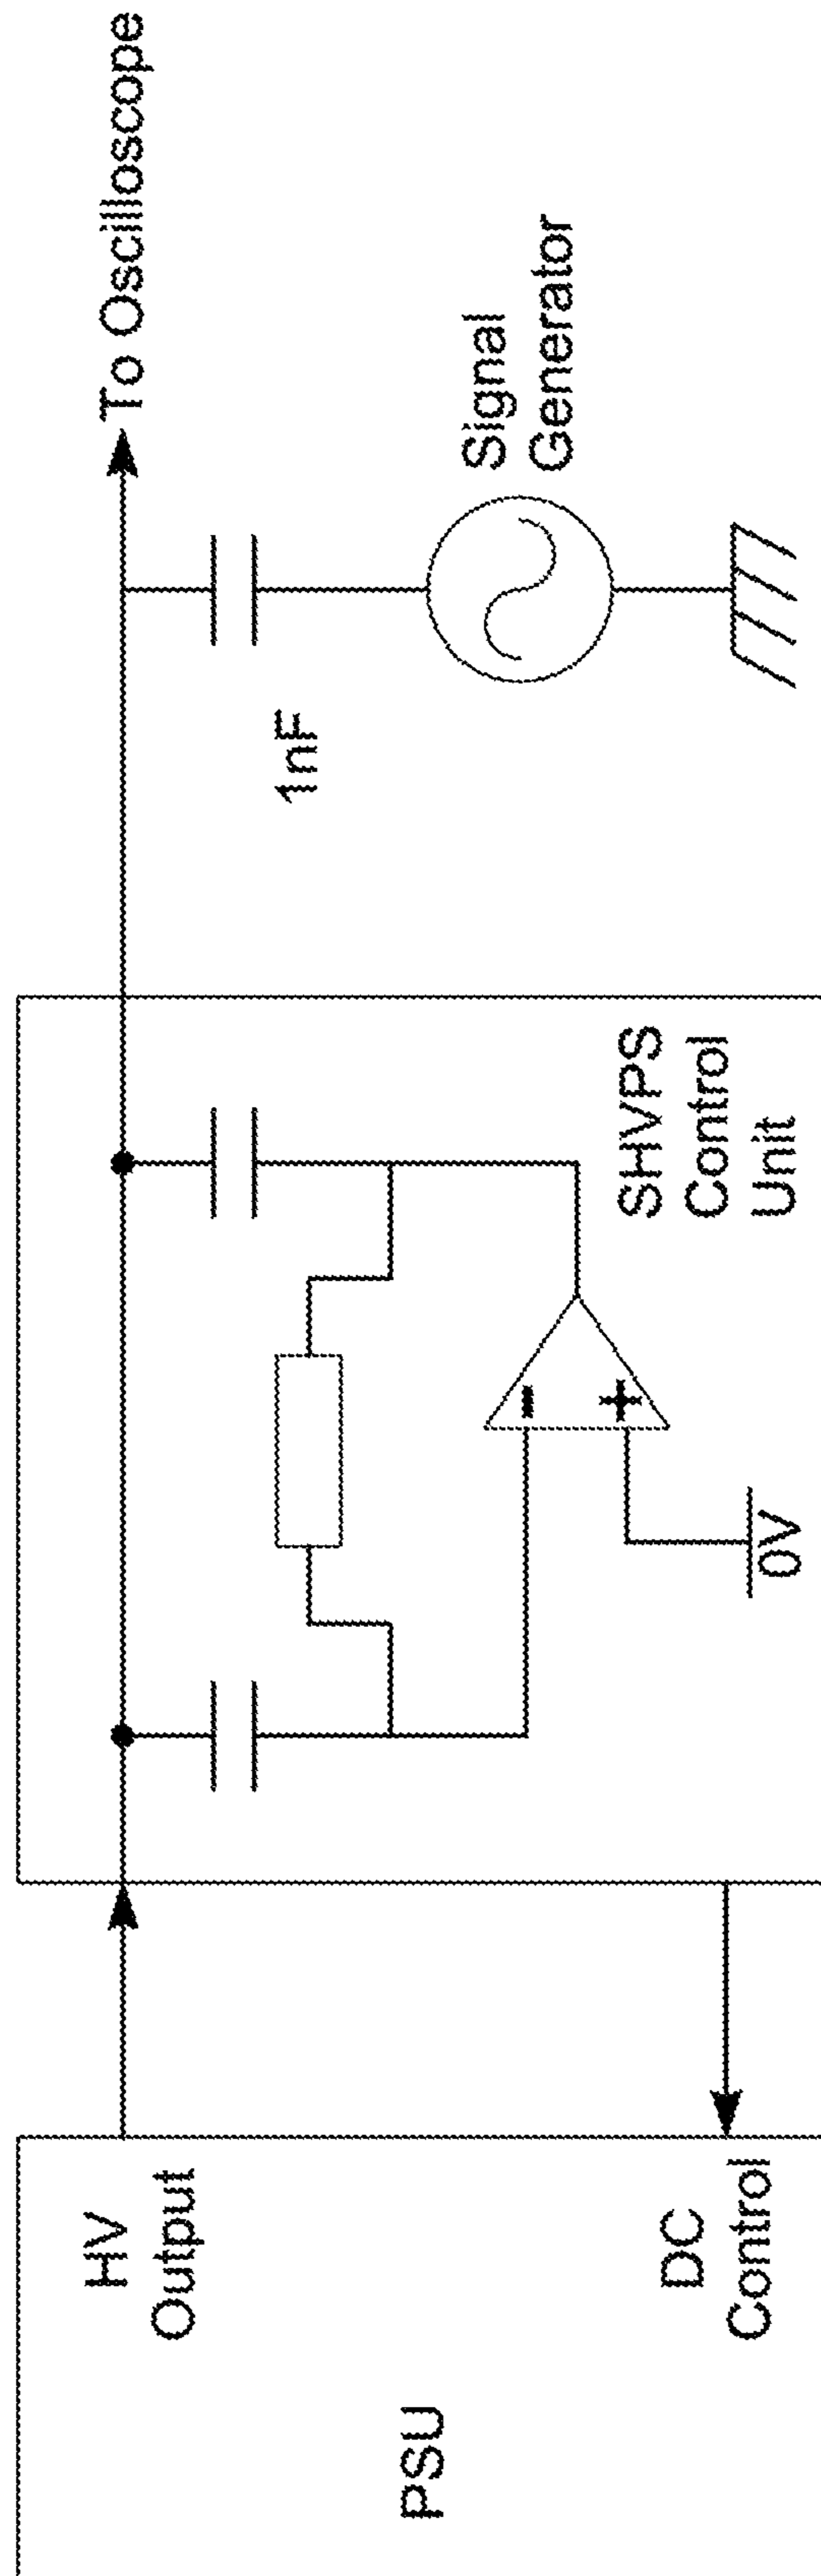 HV
Output
PSU
DC
Control
−
+
0V
SHVPS
Control
Unit
1nF
Signal
Generator
To Oscilloscope